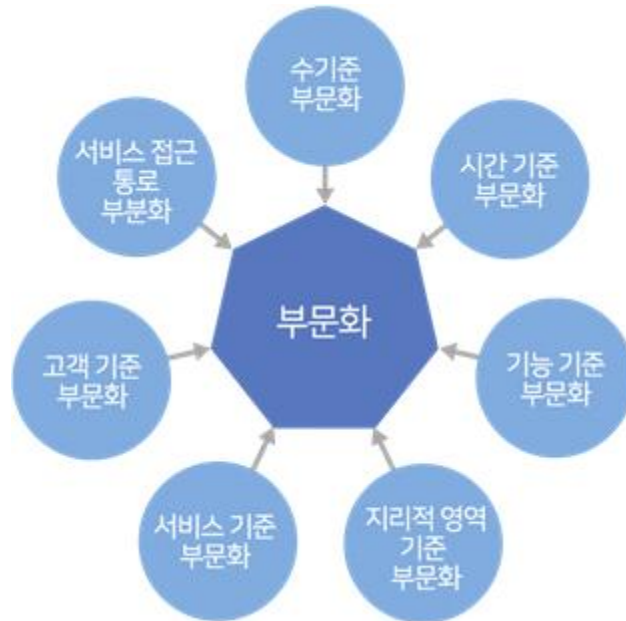 수기준
부문화
서비스 접근
통로
부분화
시간 기준
부문화
부문화
고객 기준
부문화
기능 기준
부문화
서비스 기준
부문화
지리적 영역
기준
부문화